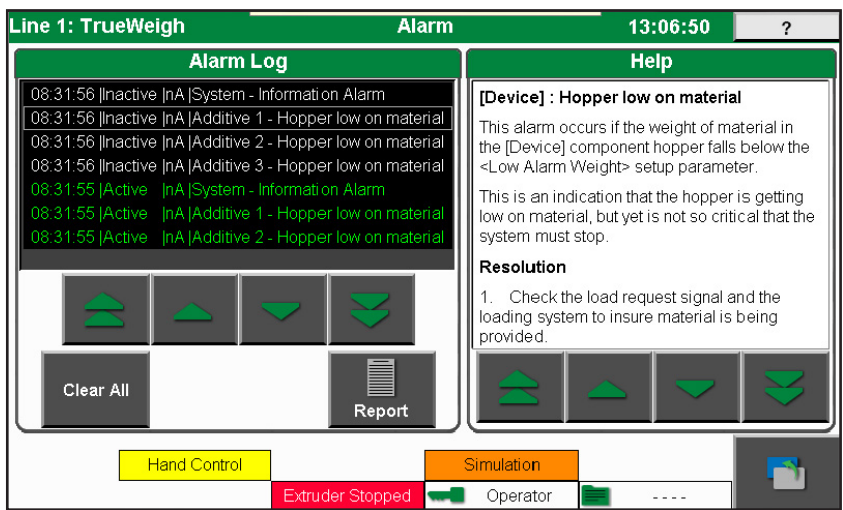 Line 1: TrueWeigh Alarm 13:06:50 ?
Alarm Log
08:31:56 |Inactive |nA |System - Information Alarm
08:31:56 |Inactive |nA |Additive 1 - Hopper low on material
08:31:56 |Inactive |nA |Additive 2 - Hopper low on material
08:31:56 |Inactive |nA |Additive 3 - Hopper low on material
08:31:55 |Active |nA |System - Information Alarm
08:31:55 |Active |nA |Additive 1 - Hopper low on material
08:31:55 |Active |nA |Additive 2 - Hopper low on material
Clear All
Report
Help
[Device] : Hopper low on material
This alarm occurs if the weight of material in
the [Device] component hopper falls below the
<Low Alarm Weight> setup parameter.
This is an indication that the hopper is getting
low on material, but yet is not so critical that the
system must stop.
Resolution
1. Check the load request signal and the
loading system to insure material is being
provided.
Hand Control
Simulation
Extruder Stopped
Operator
----